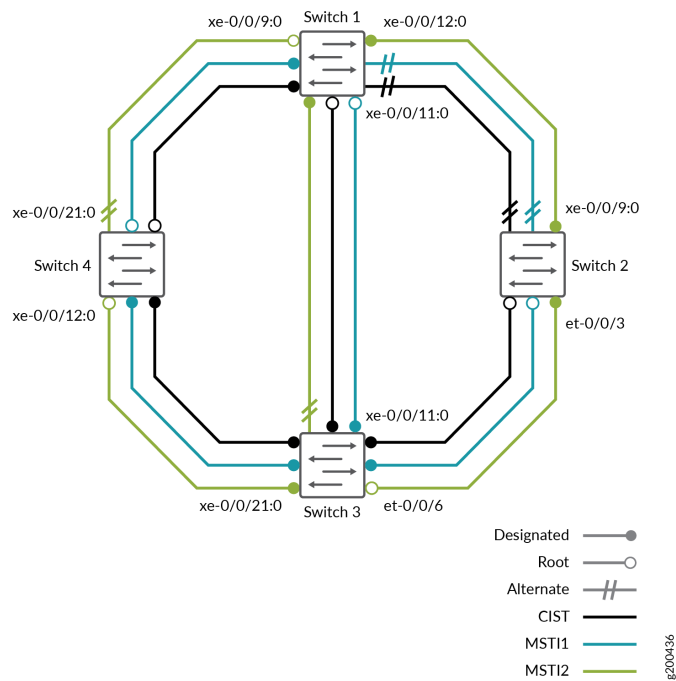 Switch 1
xe-0/0/9:0
xe-0/0/12:0
xe-0/0/11:0
xe-0/0/21:0
xe-0/0/9:0
Switch 4
Switch 2
xe-0/0/12:0
et-0/0/3
xe-0/0/11:0
xe-0/0/21:0
et-0/0/6
Switch 3
Designated
Root
Alternate
CIST
MSTI1
MSTI2
g200436